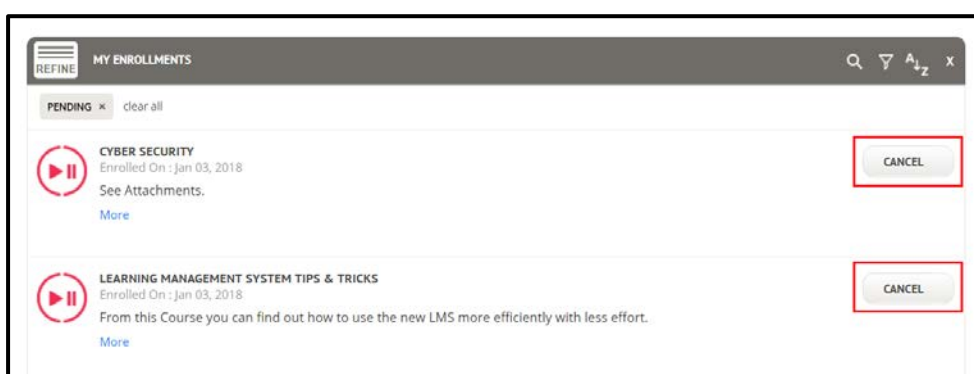 REFINE
MY ENROLLMENTS
A Z x
PENDING × clear all
CYBER SECURITY
CANCEL
Enrolled On : Jan 03, 2018
See Attachments.
More
LEARNING MANAGEMENT SYSTEM TIPS & TRICKS
CANCEL
Enrolled On : Jan 03, 2018
From this Course you can find out how to use the new LMS more efficiently with less effort.
More